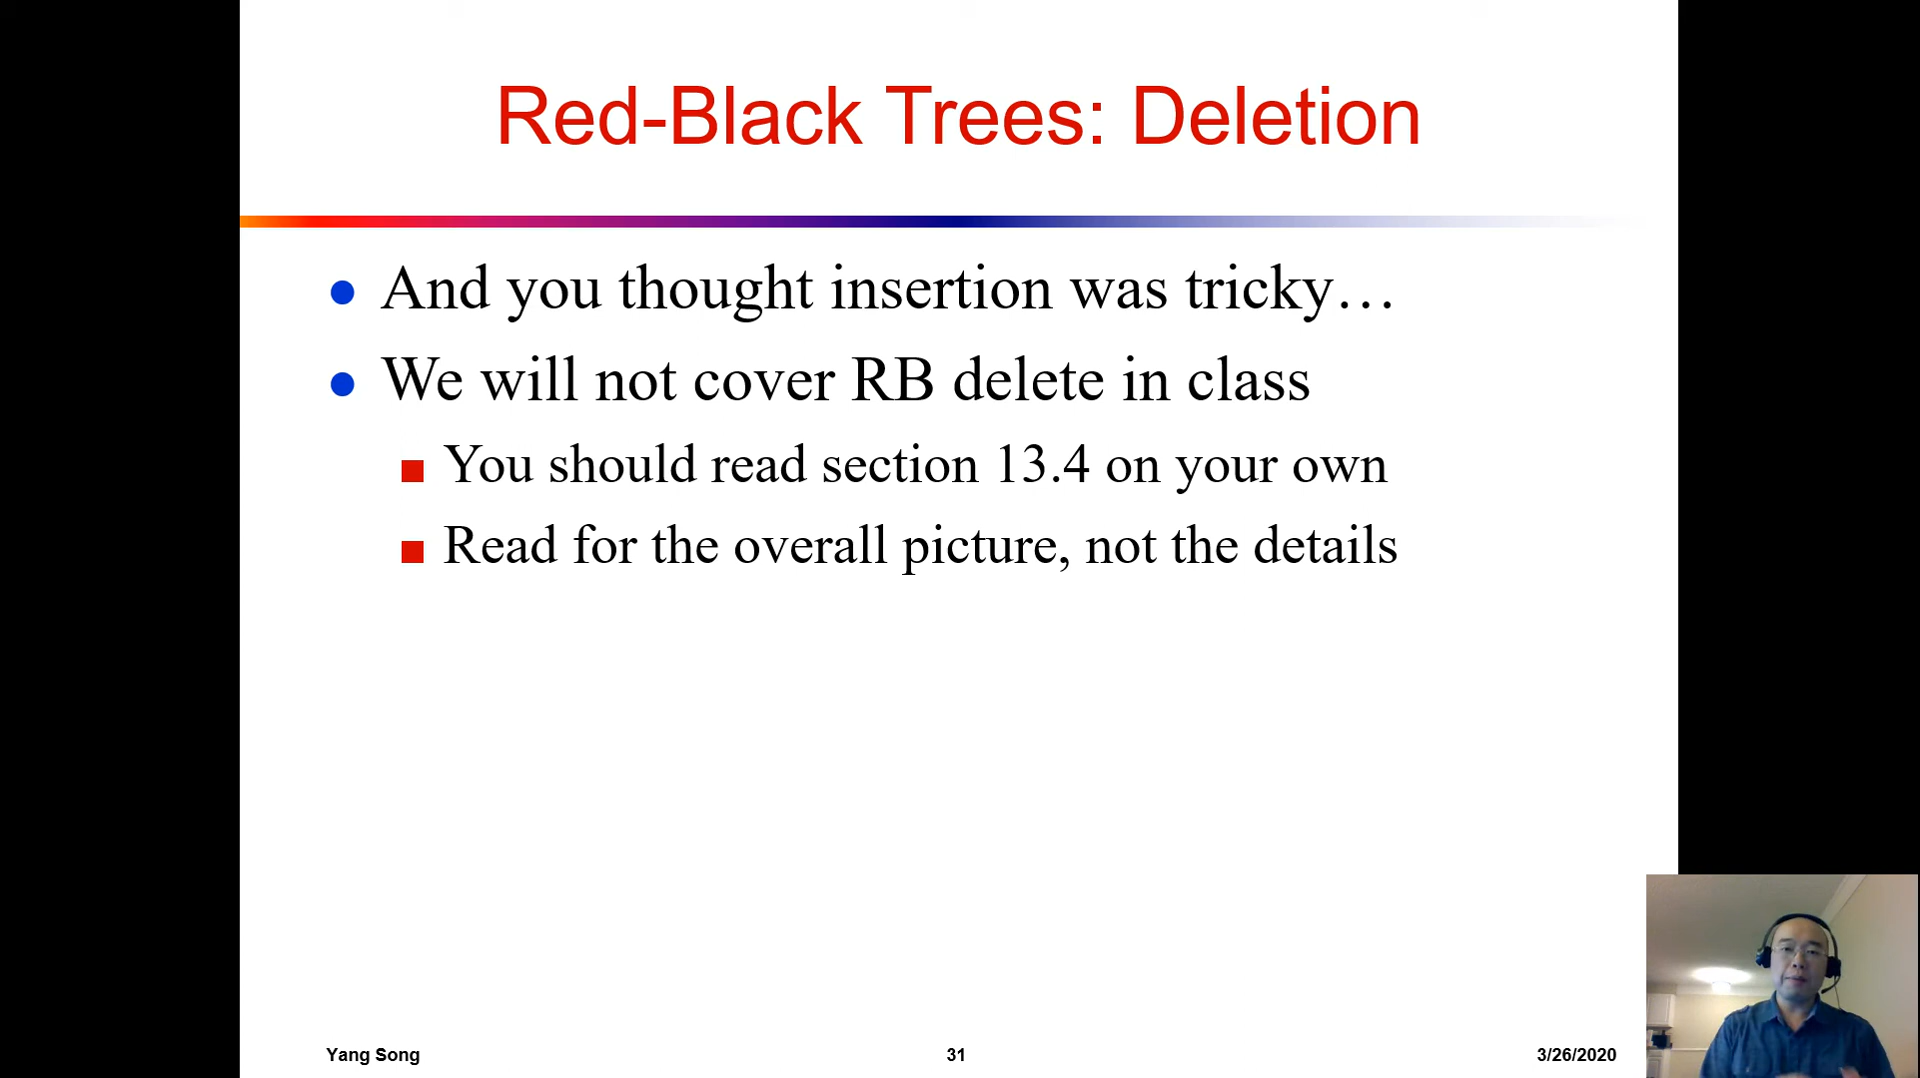 Red-Black Trees: Deletion
And you thought insertion was tricky…
We will not cover RB delete in class
You should read section 13.4 on your own
Read for the overall picture, not the details
Yang Song
31
3/26/2020